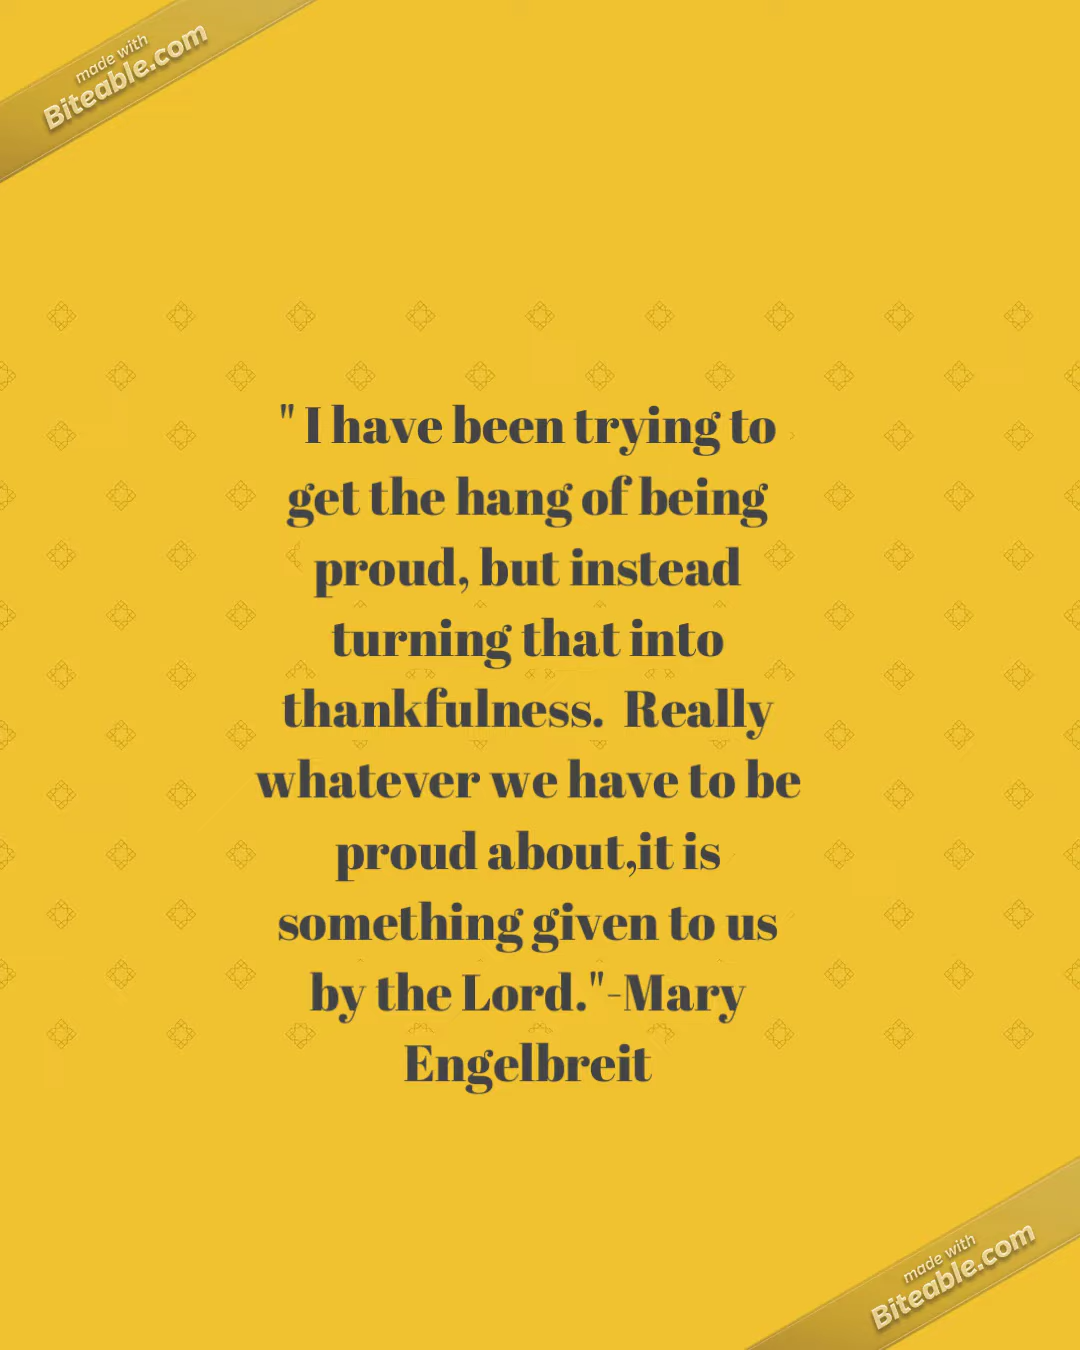 made with
Biteable.com
" I have been trying to
get the hang of being
proud, but instead
turning that into
thankfulness.  Really
whatever we have to be
proud about,it is
something given to us
by the Lord."-Mary
Engelbreit
made with
Biteable.com